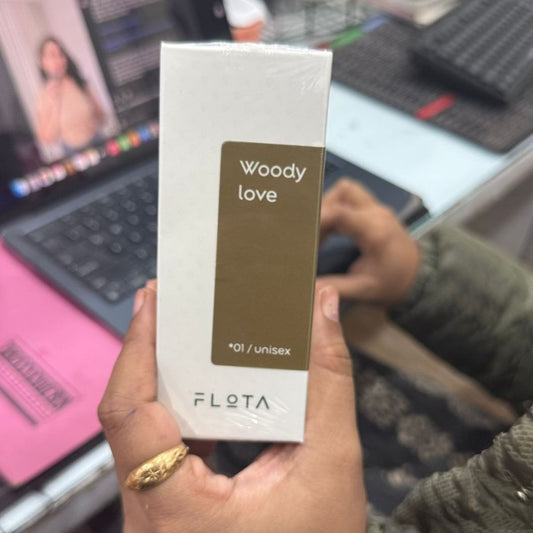 Woody
love
*01 / unisex
FLOTA